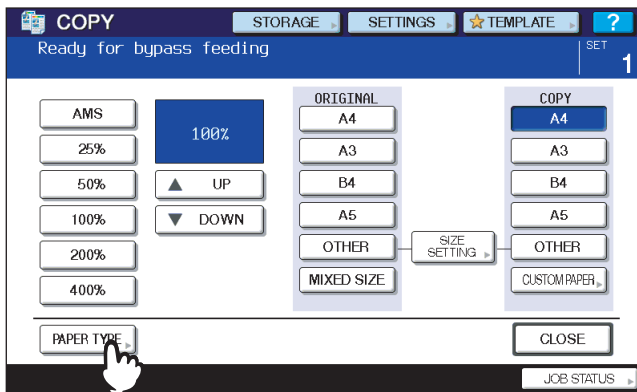 COPY STORAGE SETTINGS TEMPLATE ?
Ready for bypass feeding SET 1
ORIGINAL COPY
AMS 100% A4 A4
25% A3 A3
50% UP B4 B4
100% DOWN A5 A5
200% OTHER SIZE SETTING OTHER
400% MIXED SIZE CUSTOM PAPER
PAPER TYPE CLOSE
JOB STATUS